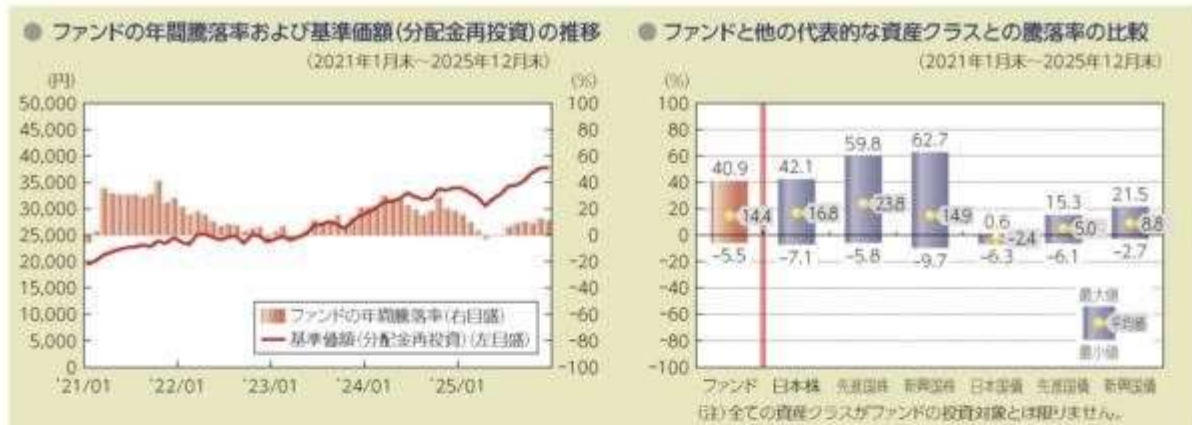 ● ファンドの年間騰落率および基準価額(分配金再投資)の推移
(2021年1月末〜2025年12月末)
(円)
(%)
50,000
45,000
40,000
35,000
30,000
25,000
20,000
15,000
10,000
5,000
0
100
80
60
40
20
0
-20
-40
-60
-80
-100
ファンドの年間騰落率(右目盛)
基準価額(分配金再投資)(左目盛)
'21/01 '22/01 '23/01 '24/01 '25/01
● ファンドと他の代表的な資産クラスとの騰落率の比較
(2021年1月末〜2025年12月末)
(%)
100
80
60
40
20
0
-20
-40
-60
-80
-100
40.9 42.1 59.8 62.7 0.6 15.3 21.5
14.4 16.8 23.8 14.9 -2.4 5.0 8.8
-5.5 -7.1 -5.8 -9.7 -6.3 -6.1 -2.7
最大値
平均値
最小値
ファンド 日本株 先進国株 新興国株 日本国債 先進国債 新興国債
(注)全ての資産クラスがファンドの投資対象とは限りません。